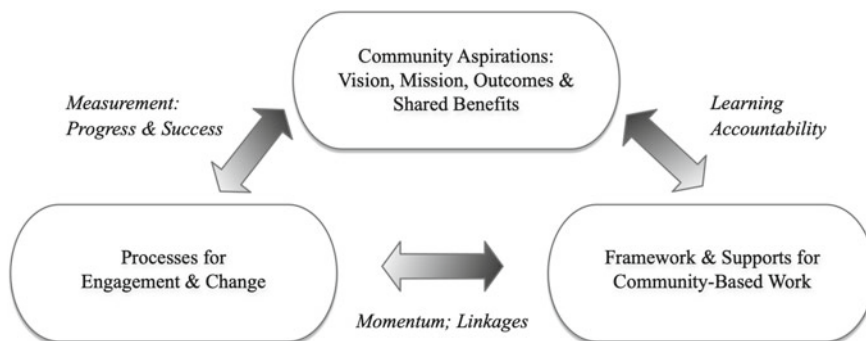 Community Aspirations:
Vision, Mission, Outcomes &
Shared Benefits
Measurement:
Progress & Success
Learning
Accountability
Processes for
Engagement & Change
Framework & Supports for
Community-Based Work
Momentum; Linkages